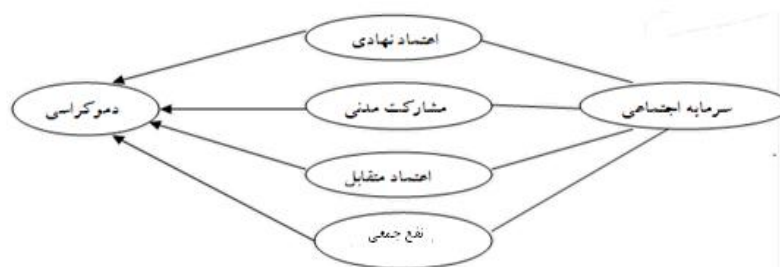 اعتماد نهادی
سرمایه اجتماعی
مشارکت مدنی
دموکراسی
اعتماد متقابل
نفع جمعی